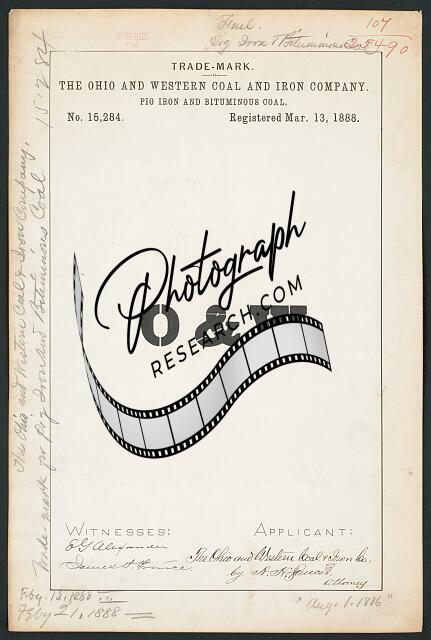 Fuel.
107
Pig Iron & Bituminous Coal
TRADE-MARK.
THE OHIO AND WESTERN COAL AND IRON COMPANY.
PIG IRON AND BITUMINOUS COAL.
No. 15,284.
Registered Mar. 13, 1888.
15284
The Ohio and Western Coal & Iron Company.
Trade-mark for Pig Iron and Bituminous Coal
Photograph
RESEARCH.COM
O & W
WITNESSES:
APPLICANT:
E G Alexander
The Ohio and Western Coal & Iron Co.
by
Attorney
Feby. 13, 1888
Feby 21, 1888
"Aug. 1. 1886"